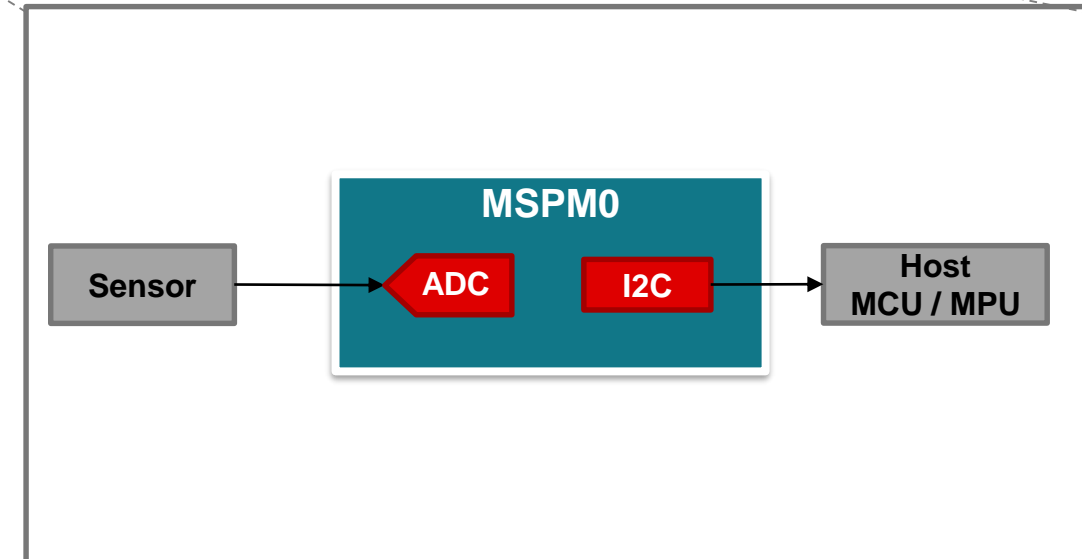 MSPM0
Sensor
ADC
I2C
Host
MCU / MPU